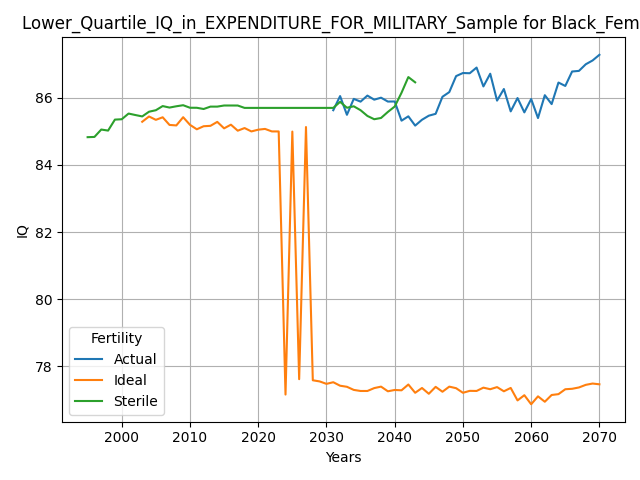 Lower_Quartile_IQ_in_EXPENDITURE_FOR_MILITARY_Sample for Black_Fem
IQ
86
84
82
80
78
Fertility
Actual
Ideal
Sterile
2000 2010 2020 2030 2040 2050 2060 2070
Years